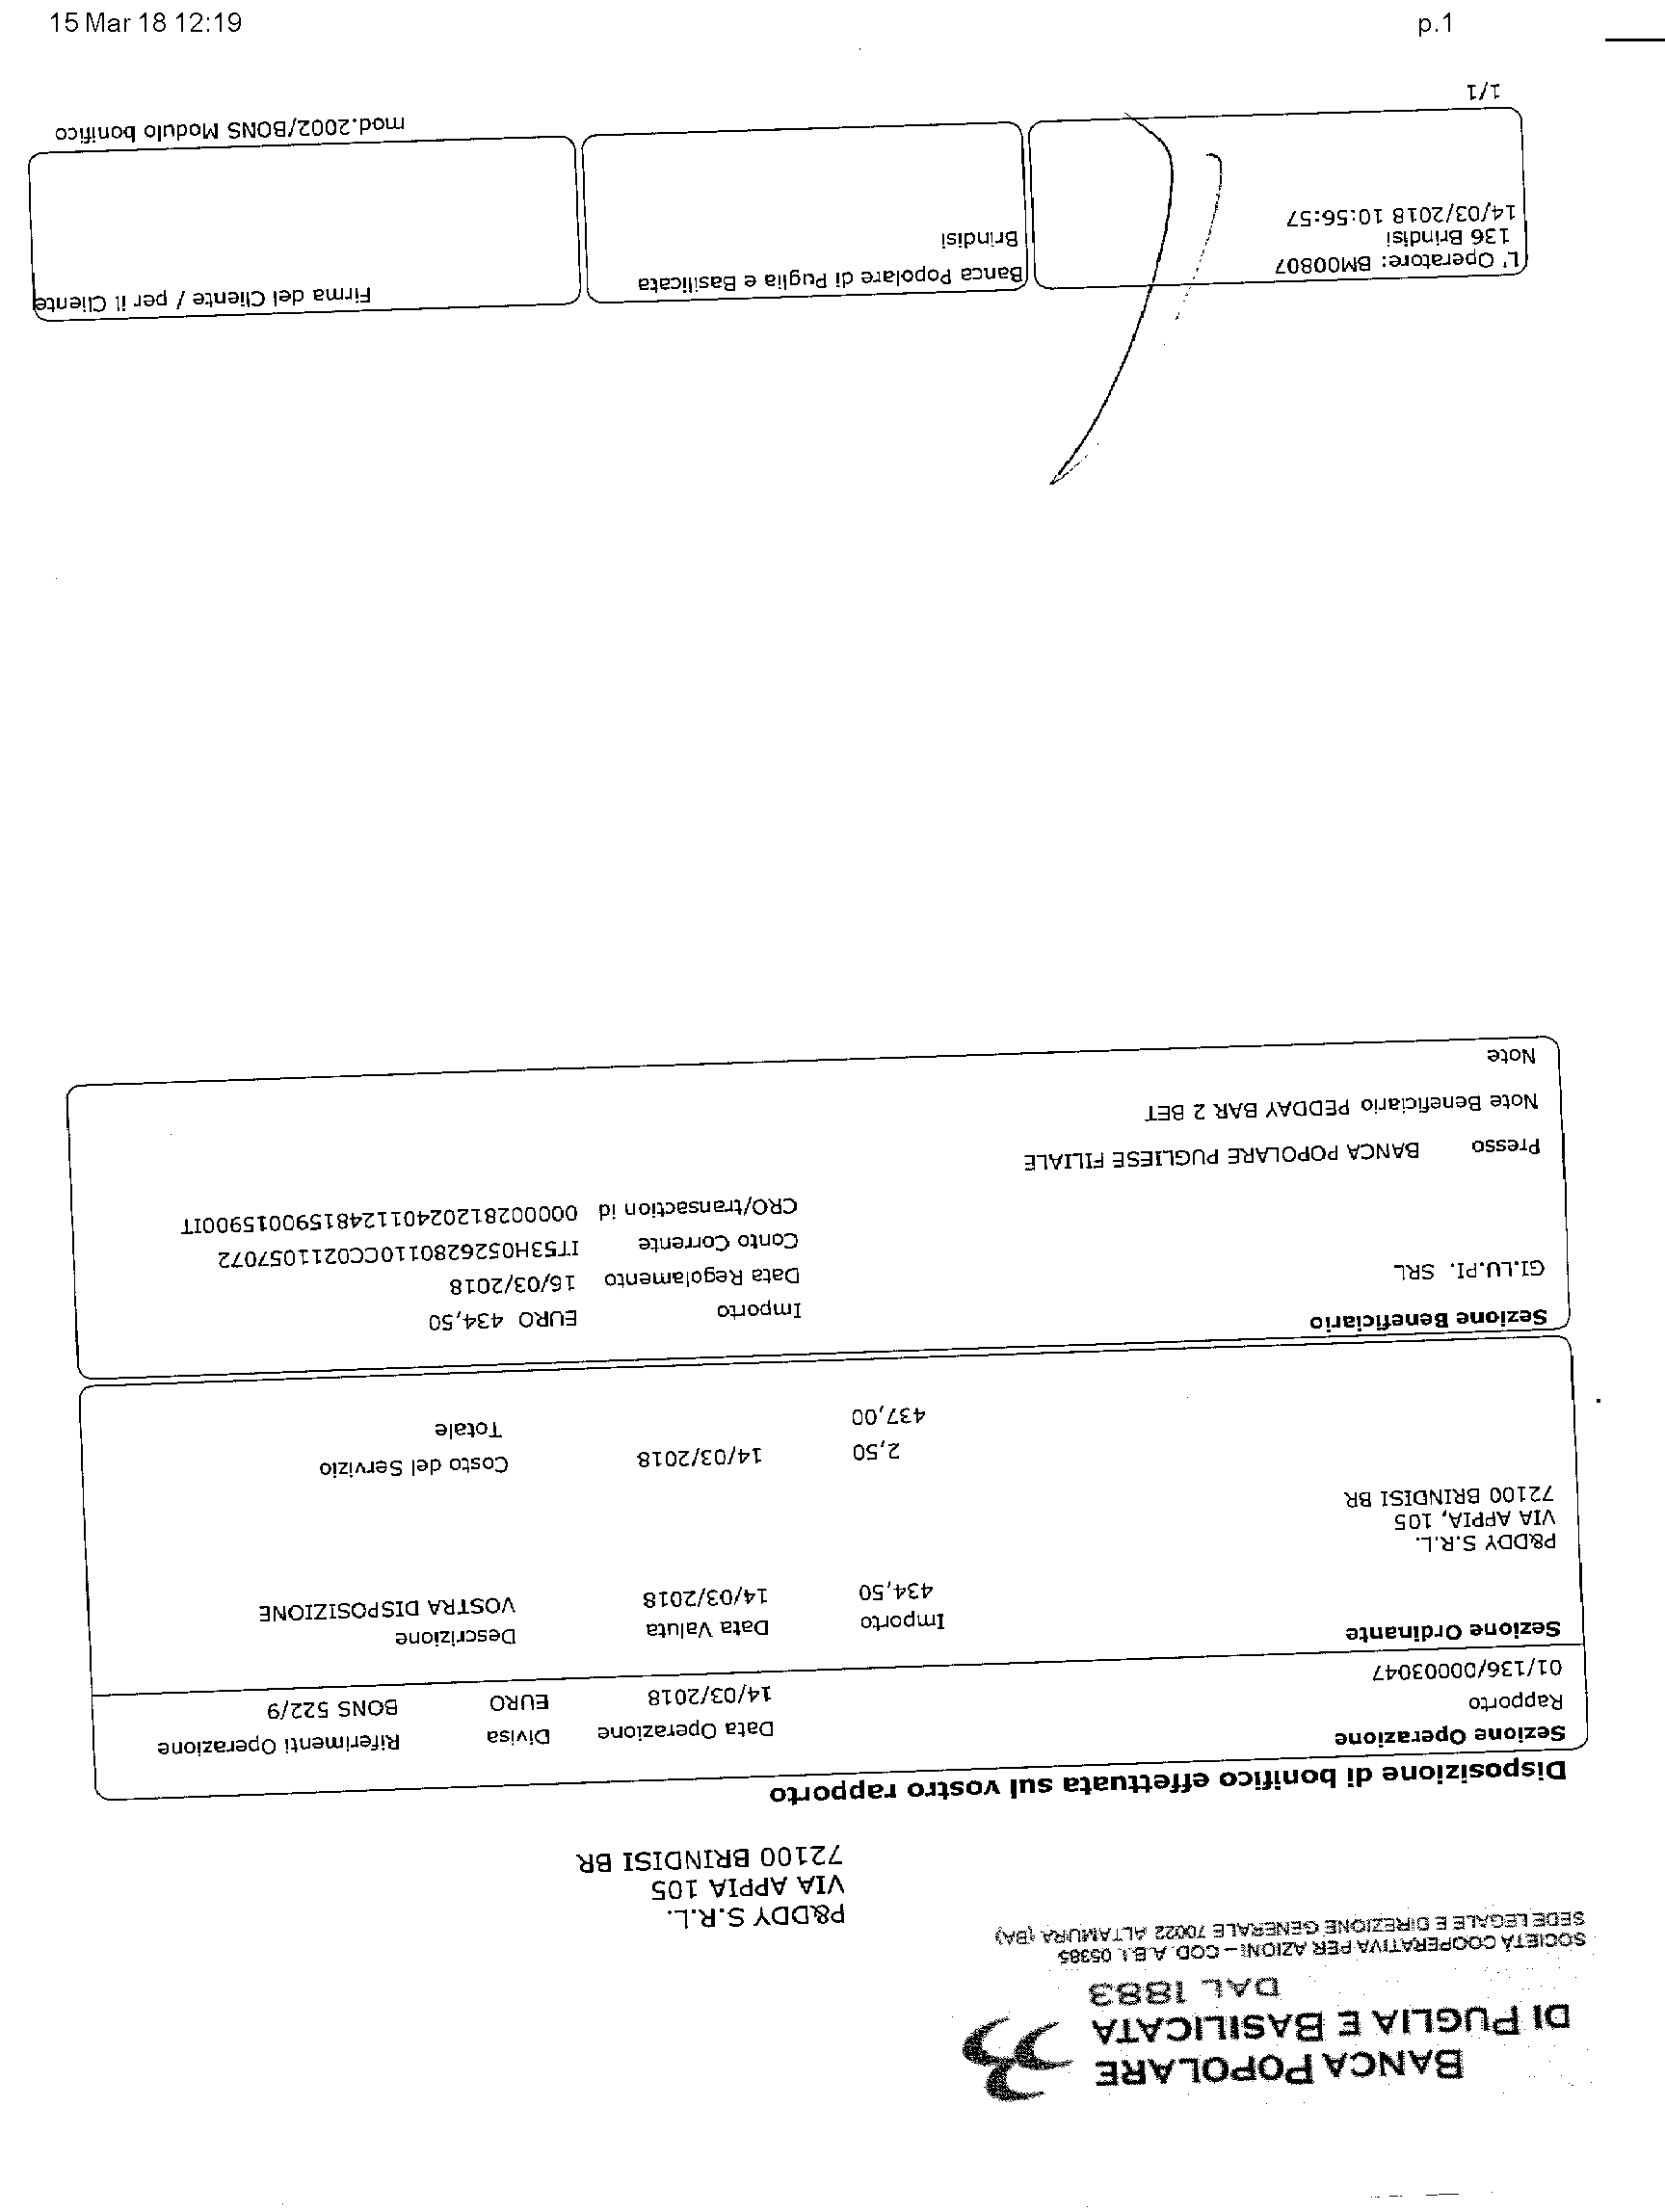 15 Mar 18 12:19 p.1
BANCA POPOLARE
DI PUGLIA E BASILICATA
DAL 1883
SOCIETÀ COOPERATIVA PER AZIONI – COD. A.B.I. 05385
SEDE LEGALE E DIREZIONE GENERALE 70022 ALTAMURA (BA)
P&DDY S.R.L.
VIA APPIA 105
72100 BRINDISI BR
Disposizione di bonifico effettuata sul vostro rapporto
Sezione Operazione
Rapporto Data Operazione Divisa Riferimenti Operazione
01/136/00003047 14/03/2018 EURO BONS 522/9
Sezione Ordinante Importo Data Valuta Descrizione
434,50 14/03/2018 VOSTRA DISPOSIZIONE
P&DDY S.R.L.
VIA APPIA, 105
72100 BRINDISI BR
2,50 14/03/2018 Costo del Servizio
437,00 Totale
Sezione Beneficiario Importo EURO 434,50
GI.LU.PI. SRL Data Regolamento 16/03/2018
Conto Corrente IT53H0526280110CC0211057072
CRO/transaction id 0000028120240112481590015900IT
Presso BANCA POPOLARE PUGLIESE FILIALE
Note Beneficiario PEDDAY BAR 2 BET
Note
L' Operatore: BM00807 Banca Popolare di Puglia e Basilicata Firma del Cliente / per il Cliente
136 Brindisi Brindisi
14/03/2018 10:56:57
1/1 mod.2002/BONS Modulo bonifico